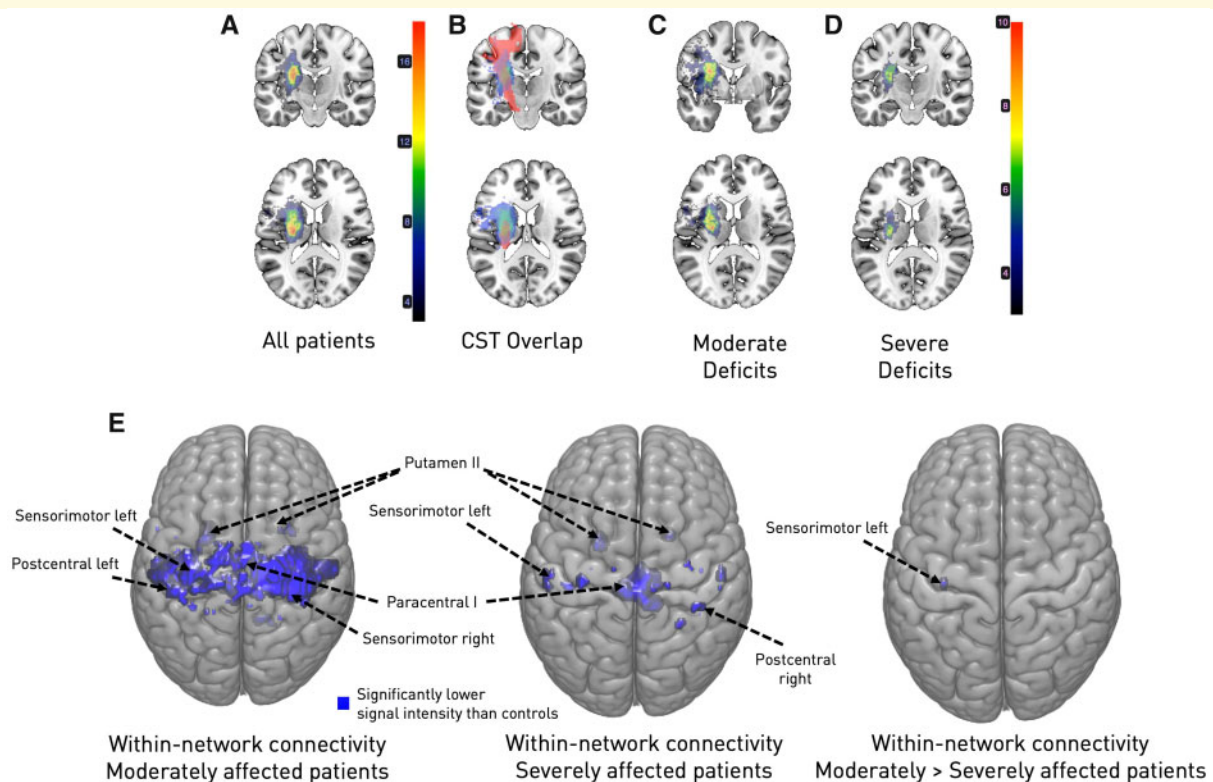 A
B
C
D
10
16
12
8
4
8
6
4
All patients
CST Overlap
Moderate
Deficits
Severe
Deficits
E
Putamen II
Sensorimotor left
Postcentral left
Sensorimotor left
Sensorimotor left
Paracentral I
Sensorimotor right
Postcentral
right
Significantly lower
signal intensity than controls
Within-network connectivity
Moderately affected patients
Within-network connectivity
Severely affected patients
Within-network connectivity
Moderately > Severely affected patients